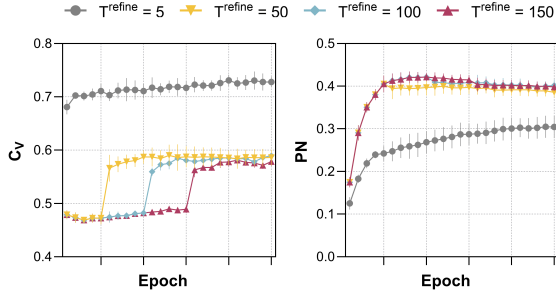 T^refine = 5 T^refine = 50 T^refine = 100 T^refine = 150
0.8
0.7
0.6
0.5
0.4
C_V
Epoch
0.5
0.4
0.3
0.2
0.1
0.0
PN
Epoch